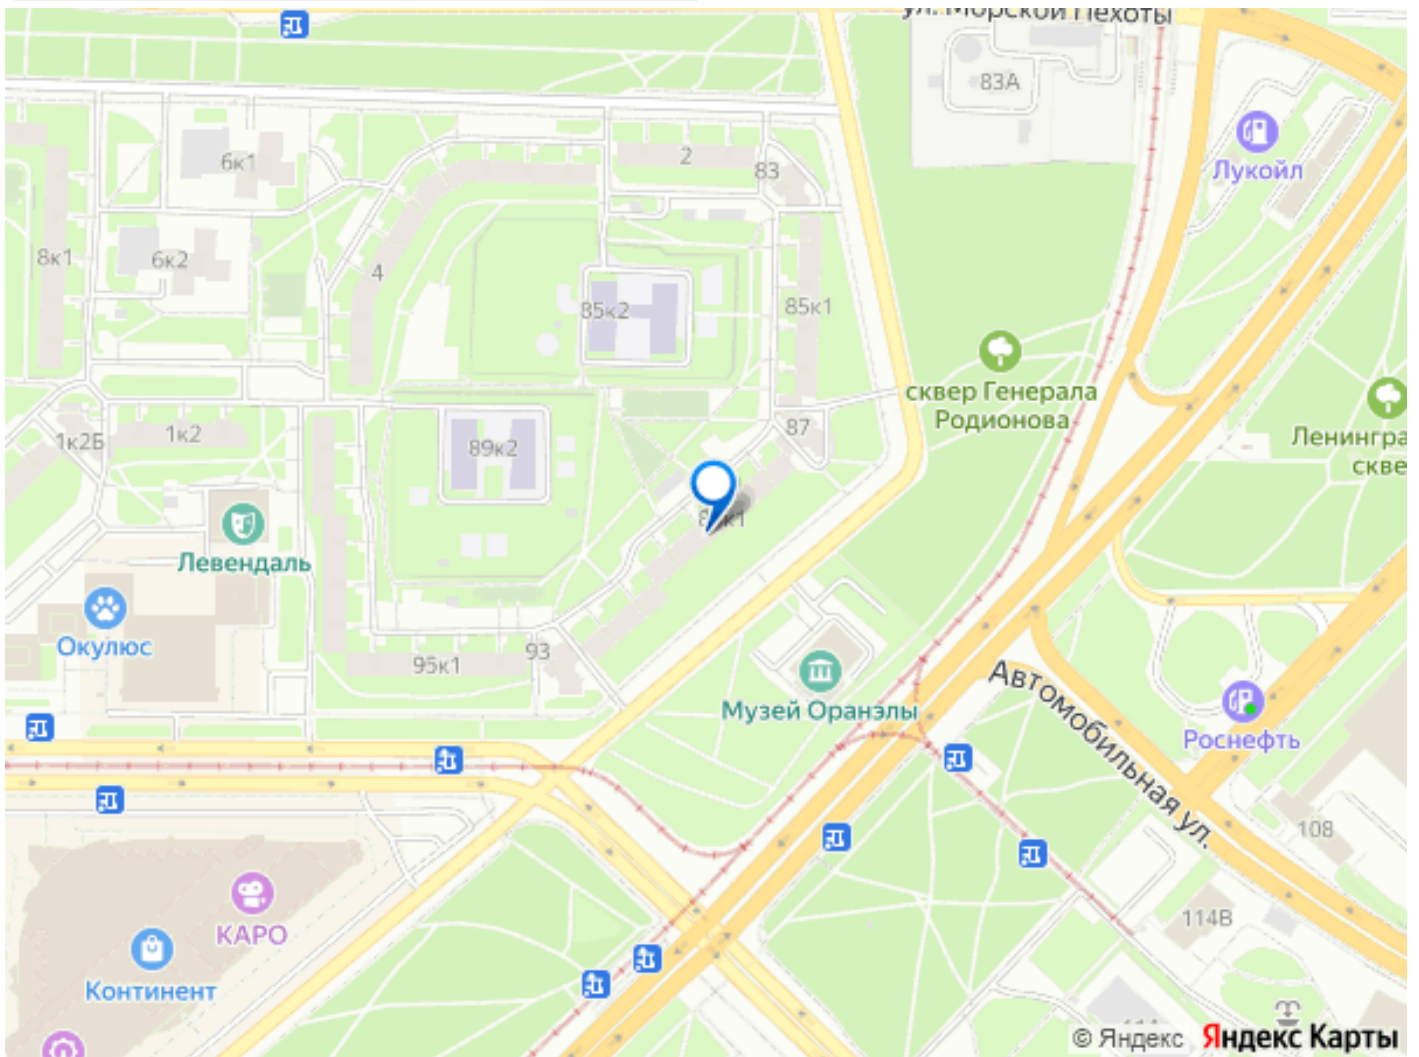 ул. Морской Пехоты
83А
Лукойл
2
83
6к1
8к1
6к2
4
85к2
85к1
сквер Генерала
Родионова
Ленингра
скве
1к2Б
1к2
89к2
87
Левендаль
Окулюс
95к1
93
Музей Оранэлы
Автомобильная ул.
Роснефть
108
114В
КАРО
Континент
© Яндекс Яндекс Карты